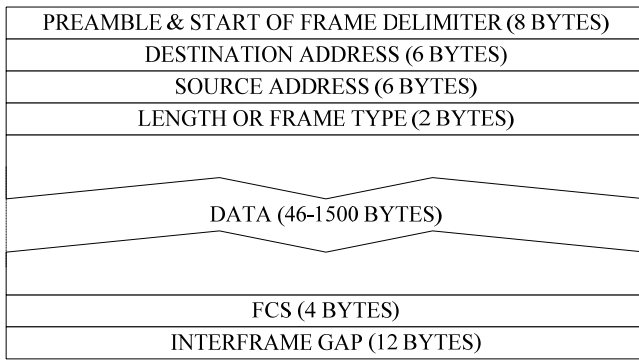 PREAMBLE & START OF FRAME DELIMITER (8 BYTES)
DESTINATION ADDRESS (6 BYTES)
SOURCE ADDRESS (6 BYTES)
LENGTH OR FRAME TYPE (2 BYTES)
DATA (46-1500 BYTES)
FCS (4 BYTES)
INTERFRAME GAP (12 BYTES)